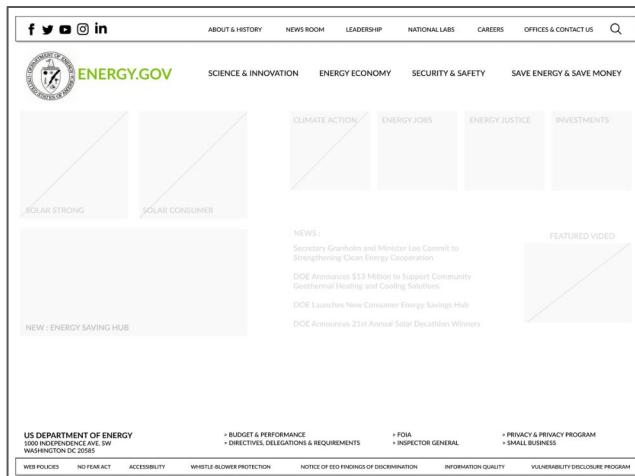 ABOUT & HISTORY NEWS ROOM LEADERSHIP NATIONAL LABS CAREERS OFFICES & CONTACT US
ENERGY.GOV
SCIENCE & INNOVATION ENERGY ECONOMY SECURITY & SAFETY SAVE ENERGY & SAVE MONEY
CLIMATE ACTION ENERGY JOBS ENERGY JUSTICE INVESTMENTS
SOLAR STRONG SOLAR CONSUMER
NEWS :
FEATURED VIDEO
Secretary Granholm and Minister Lee Commit to
Strengthening Clean Energy Cooperation
DOE Announces $13 Million to Support Community
Geothermal Heating and Cooling Solutions
DOE Launches New Consumer Energy Savings Hub
DOE Announces 21st Annual Solar Decathlon Winners
NEW : ENERGY SAVING HUB
US DEPARTMENT OF ENERGY
1000 INDEPENDENCE AVE. SW
WASHINGTON DC 20585
> BUDGET & PERFORMANCE
> DIRECTIVES, DELEGATIONS & REQUIREMENTS
> FOIA
> INSPECTOR GENERAL
> PRIVACY & PRIVACY PROGRAM
> SMALL BUSINESS
WEB POLICIES NO FEAR ACT ACCESSIBILITY WHISTLE-BLOWER PROTECTION NOTICE OF EEO FINDINGS OF DISCRIMINATION INFORMATION QUALITY VULNERABILITY DISCLOSURE PROGRAM